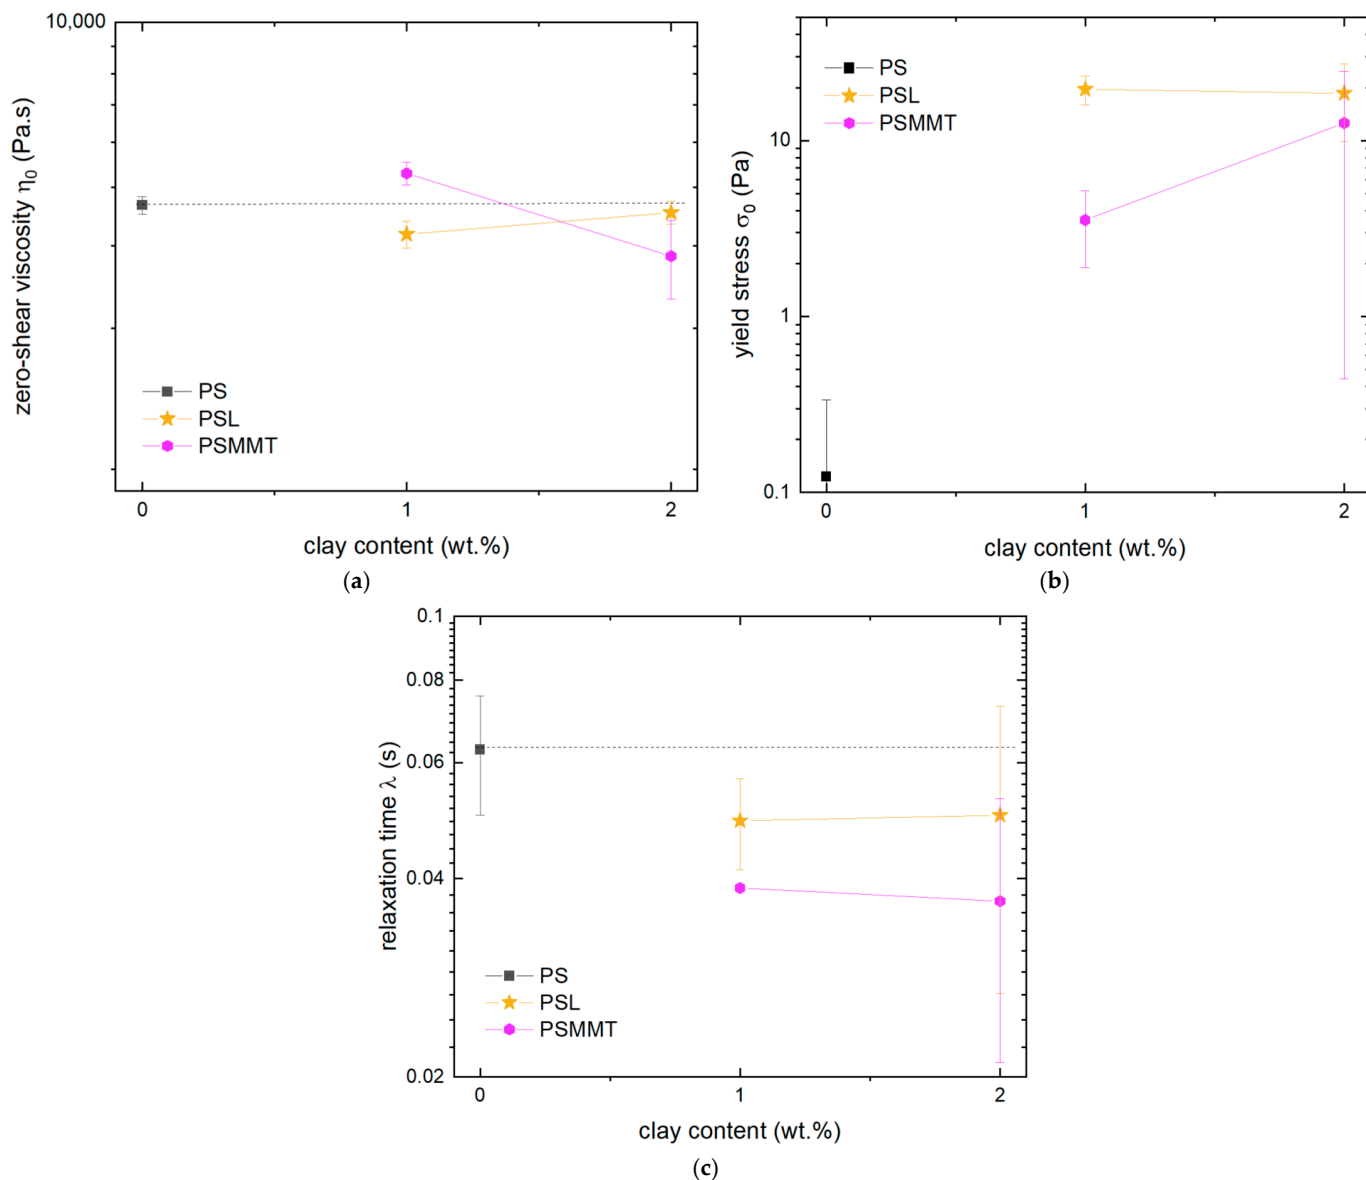 10,000
zero-shear viscosity η₀ (Pa.s)
PS
PSL
PSMMT
0 1 2
clay content (wt.%)
(a)
10
1
0.1
yield stress σ₀ (Pa)
PS
PSL
PSMMT
0 1 2
clay content (wt.%)
(b)
0.1
0.08
0.06
0.04
0.02
relaxation time λ (s)
PS
PSL
PSMMT
0 1 2
clay content (wt.%)
(c)